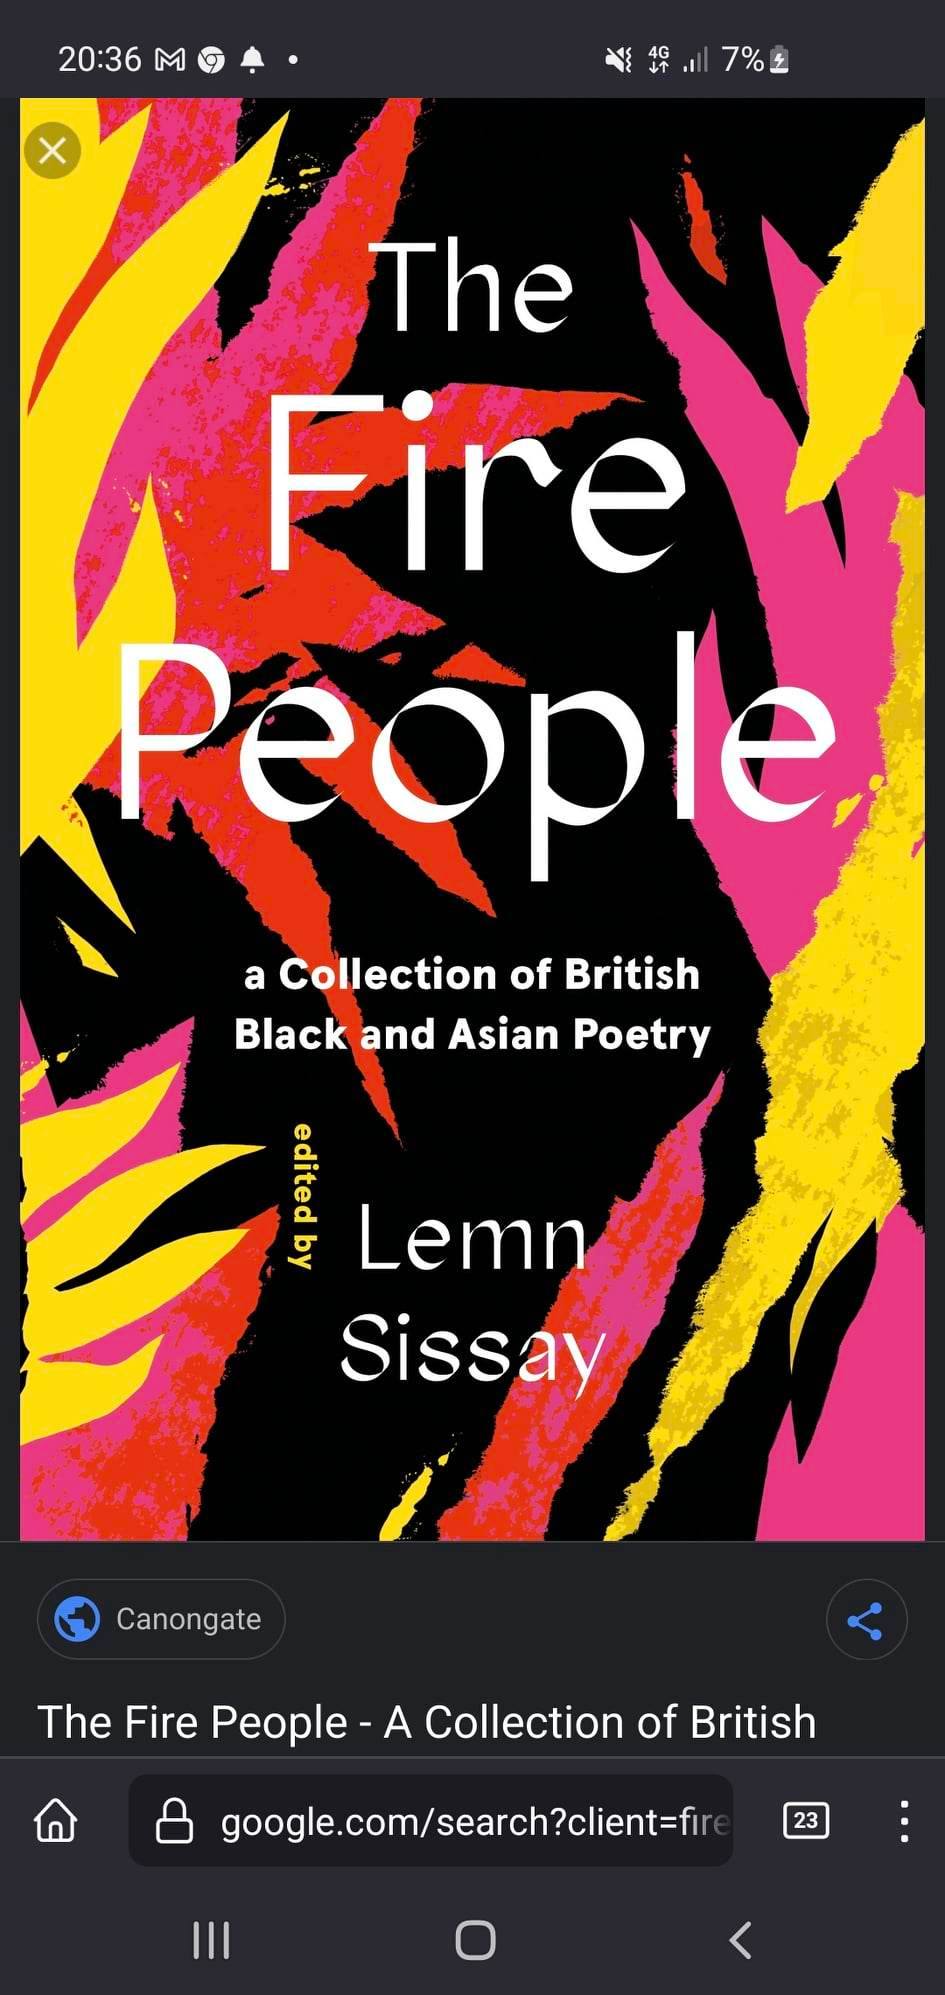 20:36 4G 7%
The
Fire
People
a Collection of British
Black and Asian Poetry
edited by
Lemn
Sissay
Canongate
The Fire People - A Collection of British
google.com/search?client=fire
23